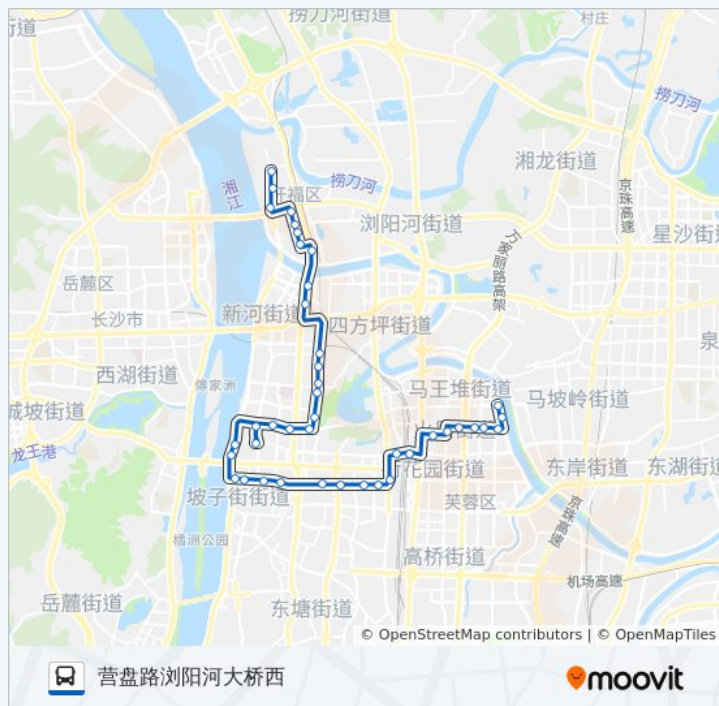 捞刀河街道
街道
村庄
捞刀河
湘龙街道
捞刀河
湘江
开福区
京珠高速
浏阳河街道
星沙街道
万家丽路高架
岳麓区
新河街道
四方坪街道
长沙市
西湖街道
傅家洲
马王堆街道
马坡岭街道
泉
城坡街道
街道
龙王港
花园街道
东岸街道
东湖街道
坡子街街道
芙蓉区
京珠高速
橘洲公园
高桥街道
机场高速
岳麓街道
东塘街道
© OpenStreetMap contributors | © OpenMapTiles
营盘路浏阳河大桥西
moovit